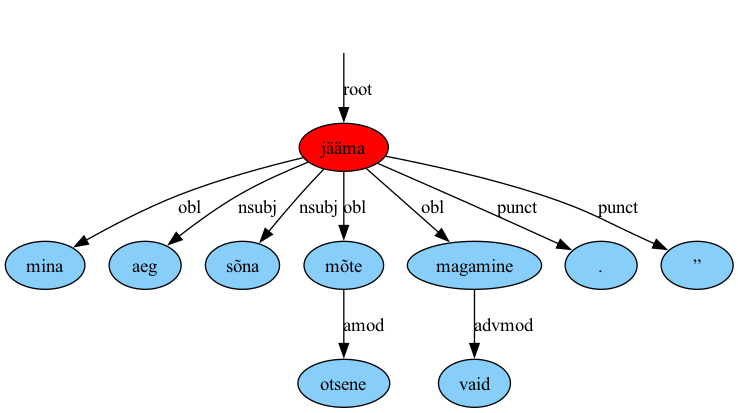 root
jääma
obl nsubj nsubj obl obl punct punct
mina aeg sõna mõte magamine . ”
amod advmod
otsene vaid